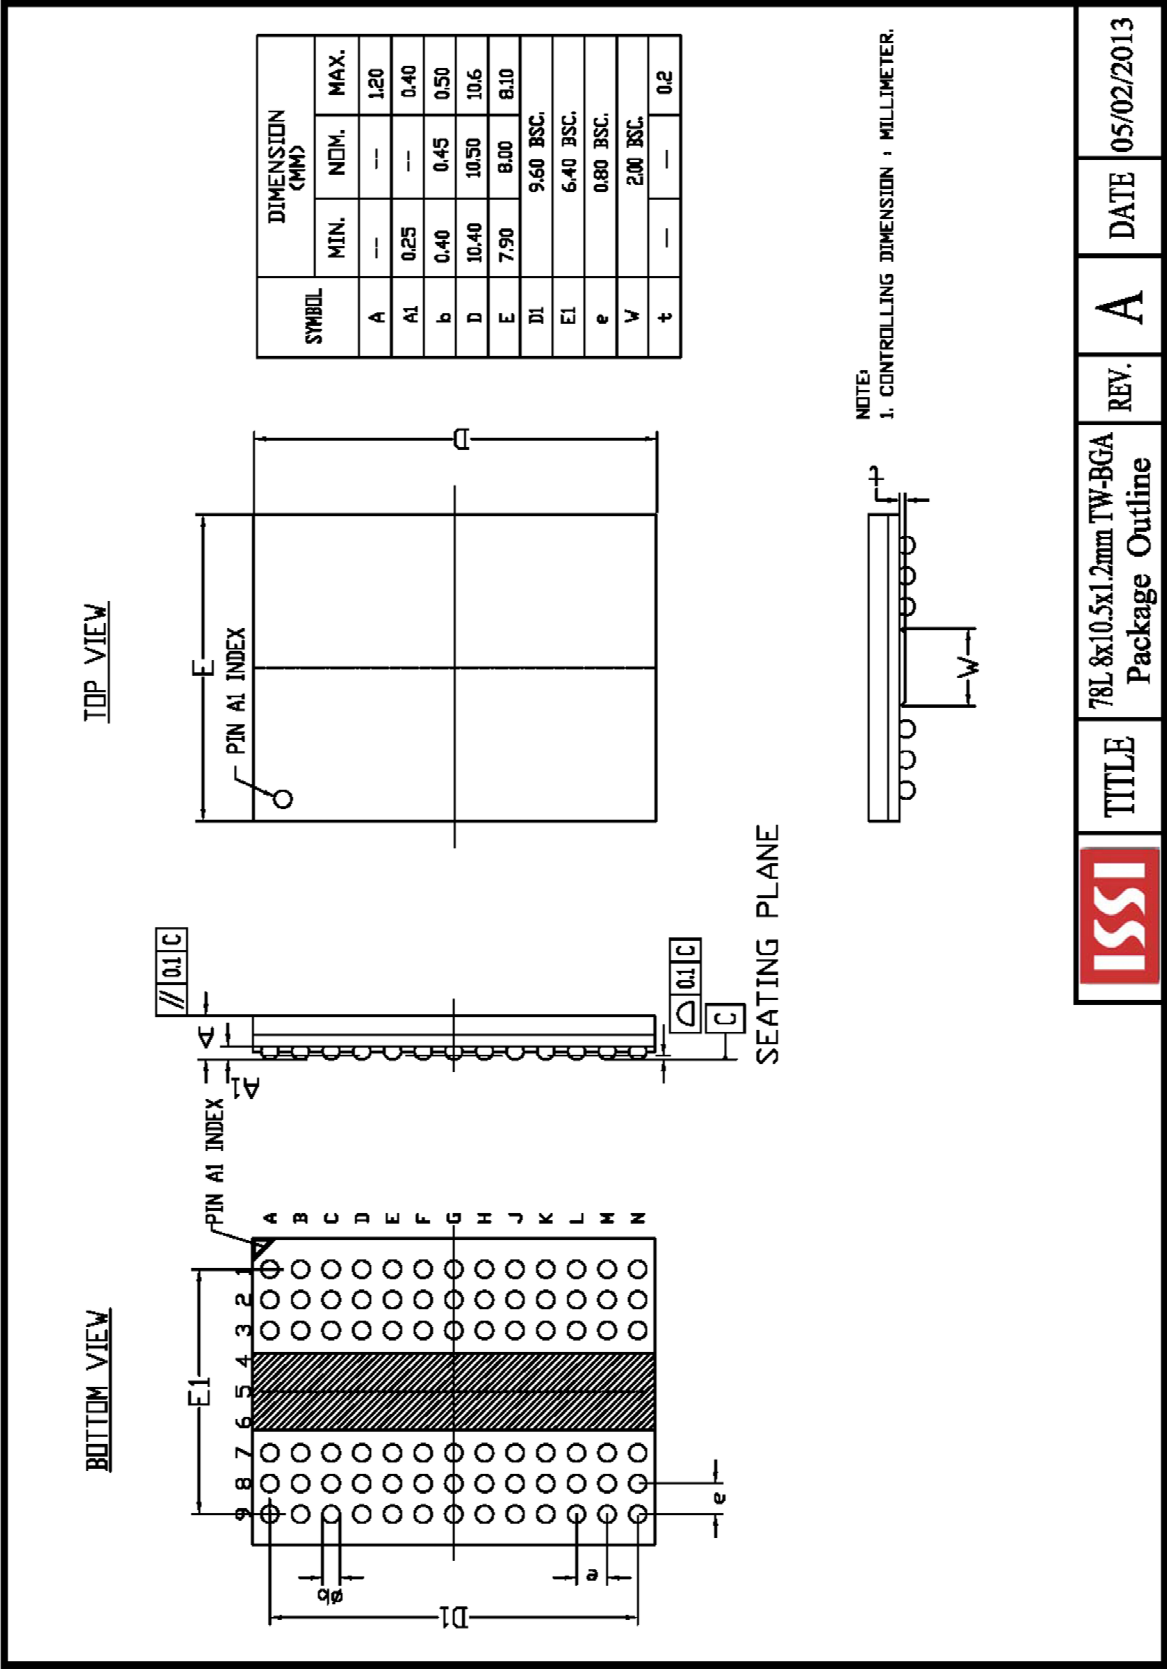 BOTTOM VIEW
E1
PIN A1 INDEX
1 2 3 4 5 6 7 8 9
A
B
C
D
E
F
G
H
J
K
L
M
N
øb
e
e
D1
A
A1
// 0.1 C
0.1 C
C
SEATING PLANE
TOP VIEW
E
PIN A1 INDEX
D
t
W
SYMBOL DIMENSION (MM)
MIN. NOM. MAX.
A -- -- 1.20
A1 0.25 -- 0.40
b 0.40 0.45 0.50
D 10.40 10.50 10.6
E 7.90 8.00 8.10
D1 9.60 BSC.
E1 6.40 BSC.
e 0.80 BSC.
W 2.00 BSC.
t — — 0.2
NOTE:
1. CONTROLLING DIMENSION : MILLIMETER.
ISSI
TITLE
78L 8x10.5x1.2mm TW-BGA
Package Outline
REV.
A
DATE
05/02/2013